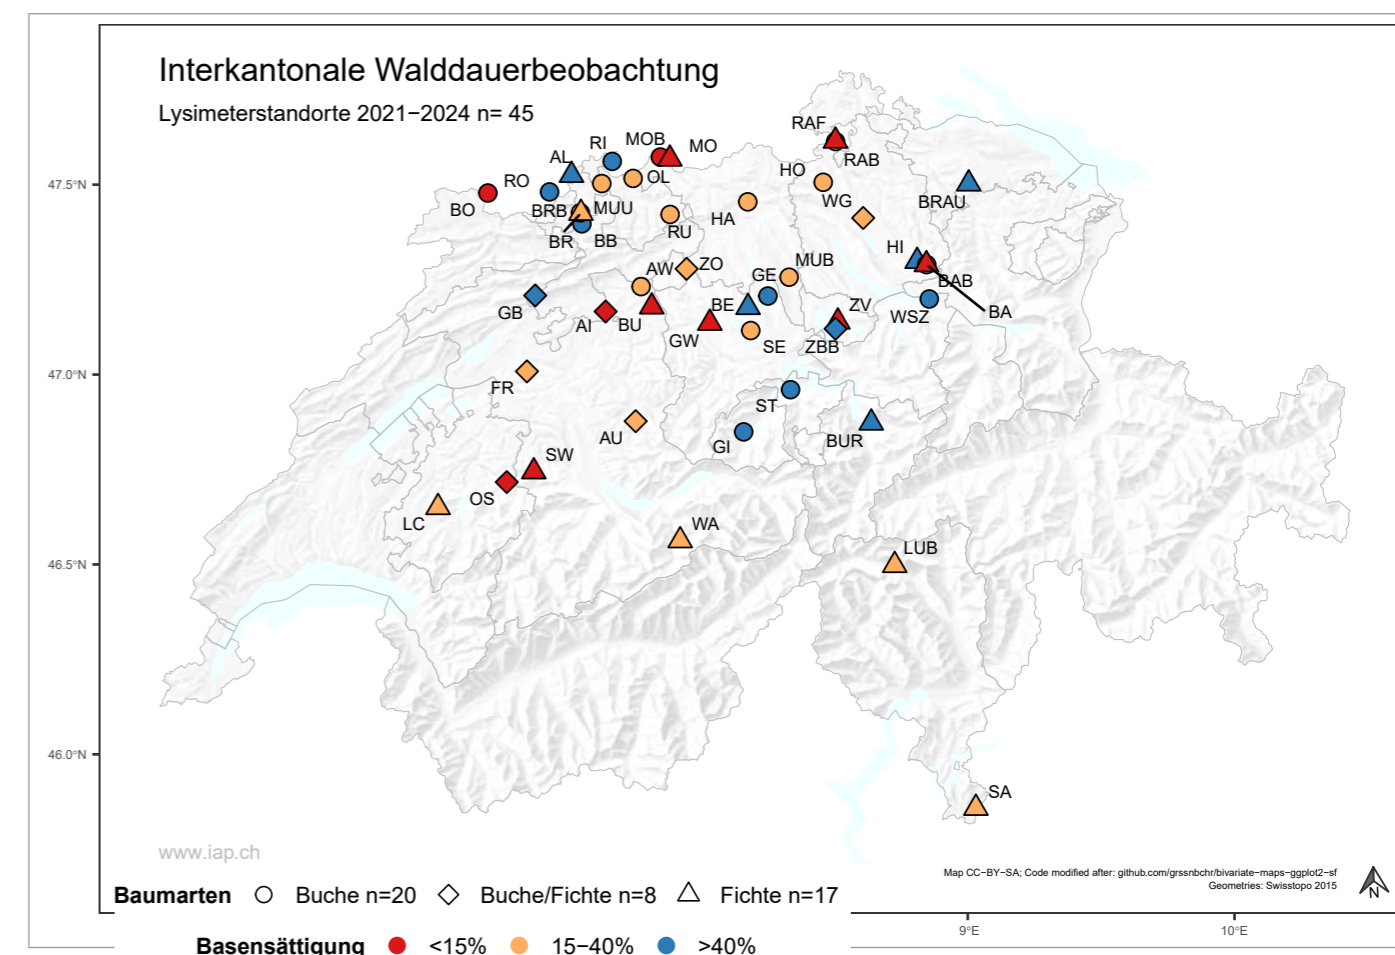 Interkantonale Walddauerbeobachtung
Lysimeterstandorte 2021−2024 n= 45
RAF
RAB
RI
MOB
MO
AL
OL
HO
RO
WG
BRAU
BO
BRB
MUU
HA
RU
BR
BB
HI
AW
ZO
GE
MUB
BAB
GB
BE
ZV
WSZ
BA
AI
BU
GW
SE
ZBB
FR
ST
AU
GI
BUR
SW
OS
LC
WA
LUB
SA
47.5°N
47.0°N
46.5°N
46.0°N
9°E
10°E
www.iap.ch
Map CC−BY−SA; Code modified after: github.com/grssnbchr/bivariate−maps−ggplot2−sf
Geometries: Swisstopo 2015
N
Baumarten Buche n=20 Buche/Fichte n=8 Fichte n=17
Basensättigung <15% 15−40% >40%